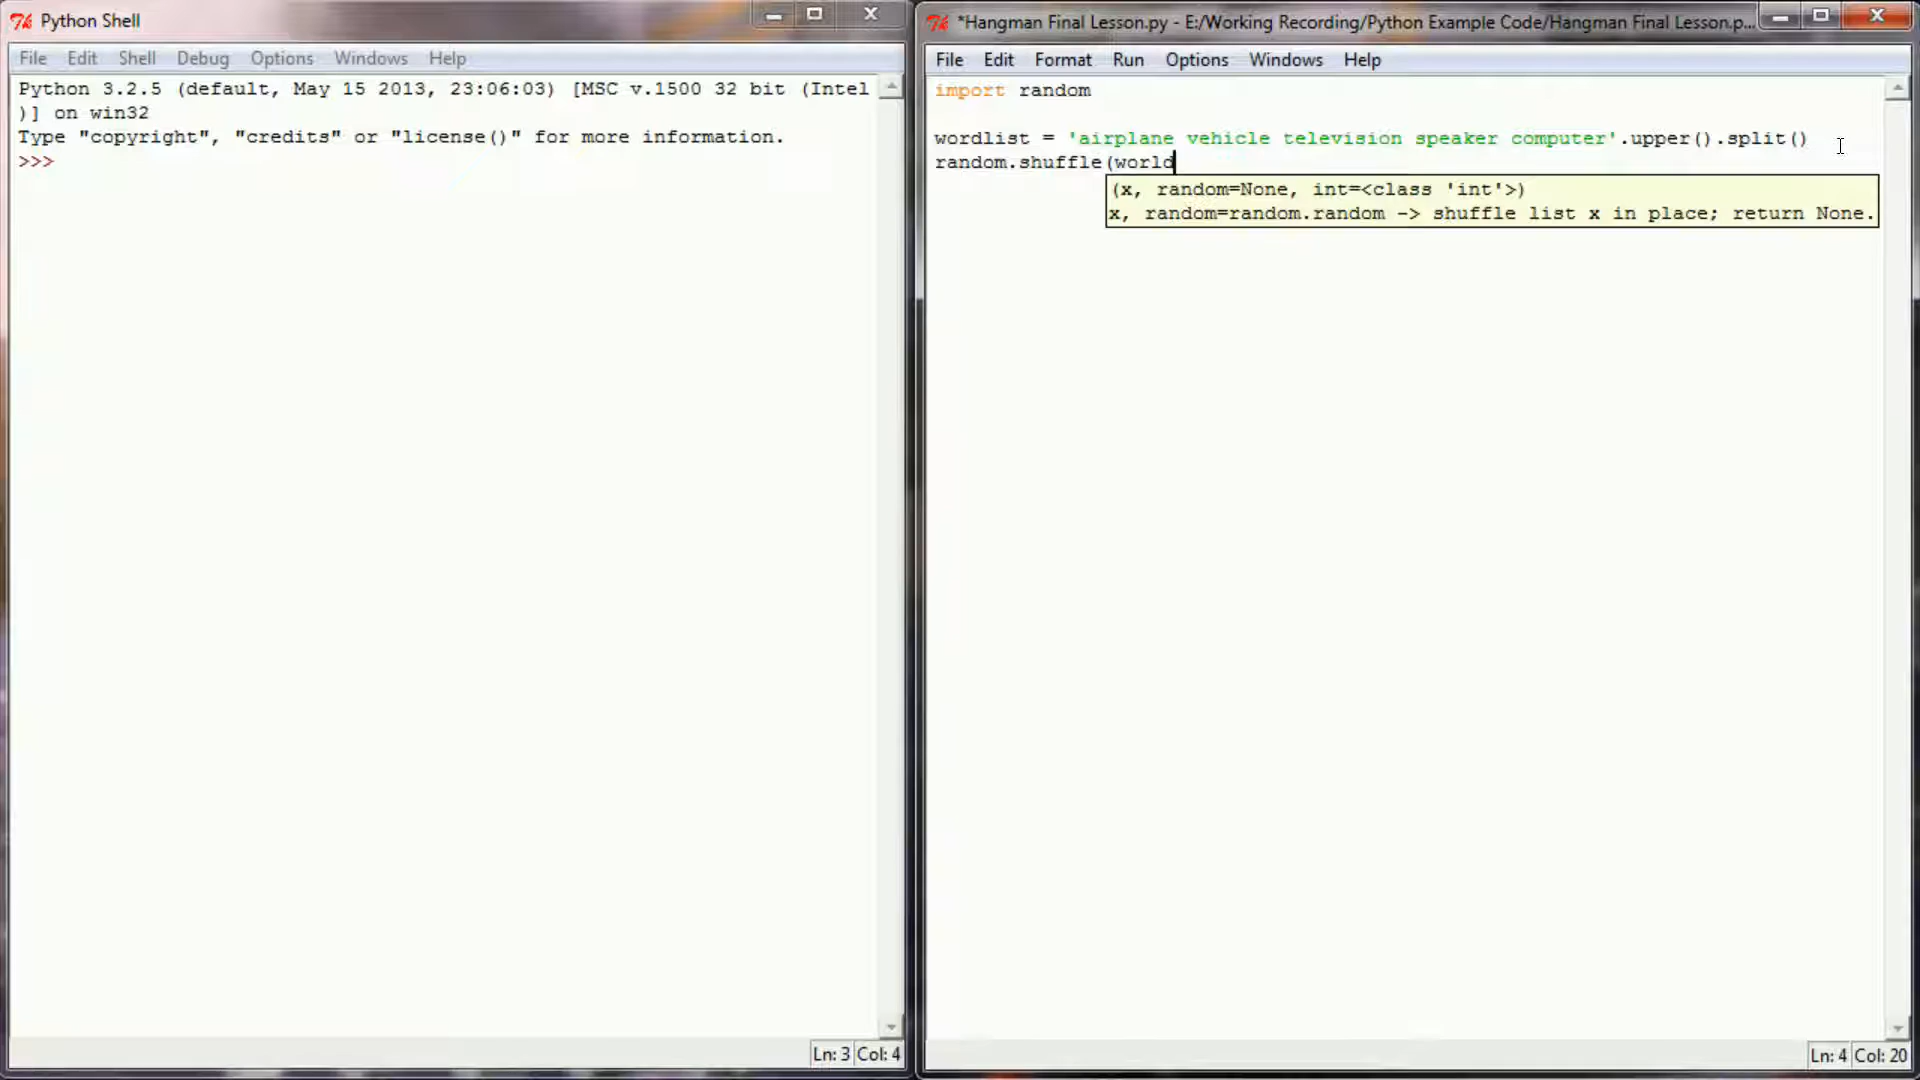 Python Shell
File Edit Shell Debug Options Windows Help
Python 3.2.5 (default, May 15 2013, 23:06:03) [MSC v.1500 32 bit (Intel
)] on win32
Type "copyright", "credits" or "license()" for more information.
>>>
Ln: 3 Col: 4
*Hangman Final Lesson.py - E:/Working Recording/Python Example Code/Hangman Final Lesson.p...
File Edit Format Run Options Windows Help
import random
wordlist = 'airplane vehicle television speaker computer'.upper().split()
random.shuffle(world
(x, random=None, int=<class 'int'>)
x, random=random.random -> shuffle list x in place; return None.
Ln: 4 Col: 20